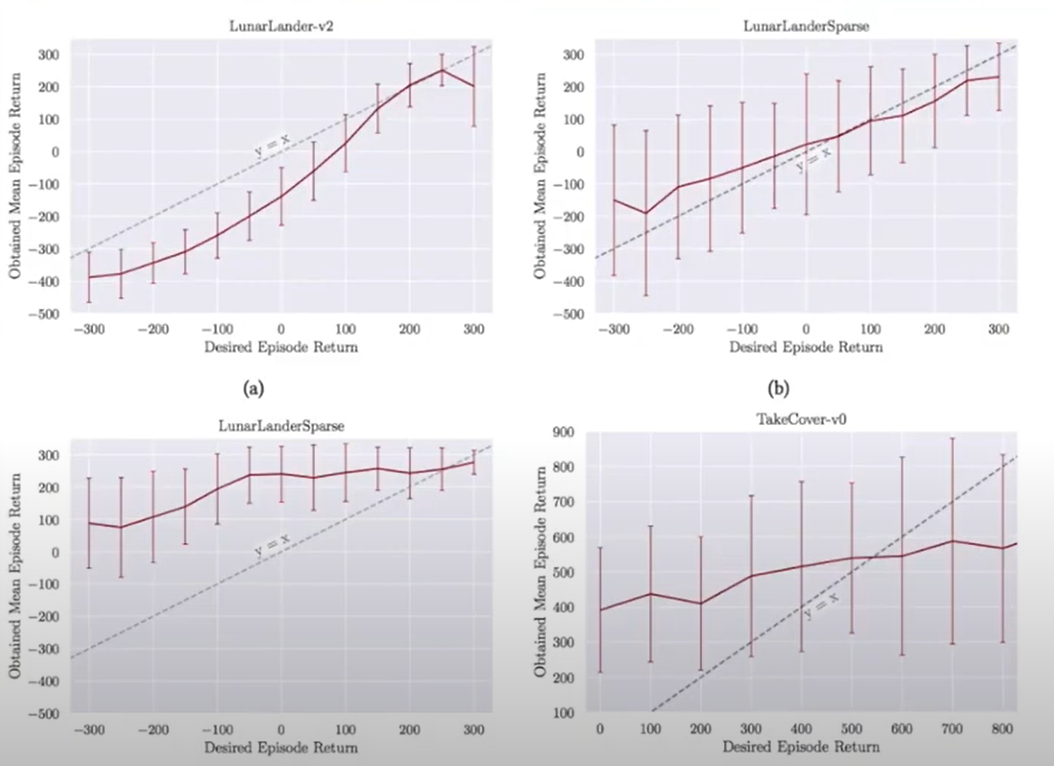 LunarLander-v2
Obtained Mean Episode Return
300
200
100
0
−100
−200
−300
−400
−500
y = x
−300 −200 −100 0 100 200 300
Desired Episode Return
(a)
LunarLanderSparse
Obtained Mean Episode Return
300
200
100
0
−100
−200
−300
−400
−500
y = x
−300 −200 −100 0 100 200 300
Desired Episode Return
(b)
LunarLanderSparse
Obtained Mean Episode Return
300
200
100
0
−100
−200
−300
−400
−500
y = x
−300 −200 −100 0 100 200 300
Desired Episode Return
TakeCover-v0
Obtained Mean Episode Return
900
800
700
600
500
400
300
200
100
y = x
0 100 200 300 400 500 600 700 800
Desired Episode Return